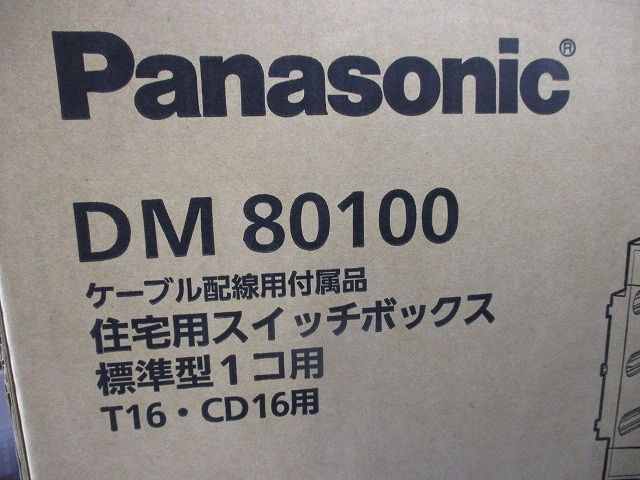 Panasonic®
DM 80100
ケーブル配線用付属品
住宅用スイッチボックス
標準型1コ用
T16・CD16用